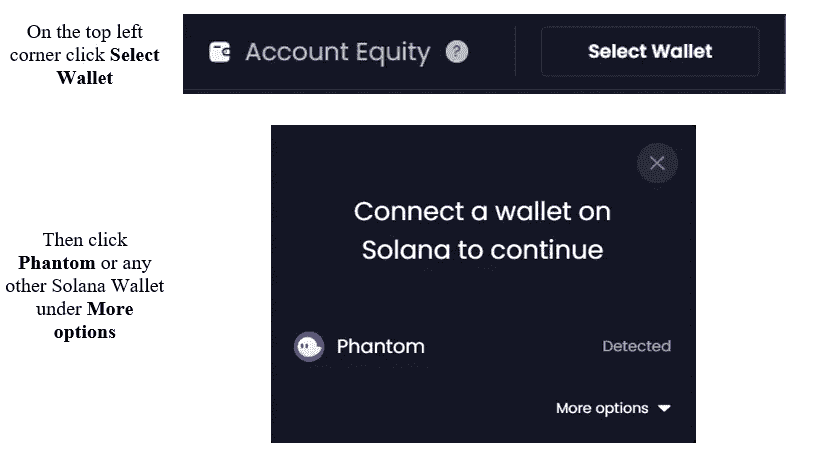 On the top left
corner click Select
Wallet
Account Equity ?
Select Wallet
Then click
Phantom or any
other Solana Wallet
under More
options
Connect a wallet on
Solana to continue
Phantom
Detected
More options